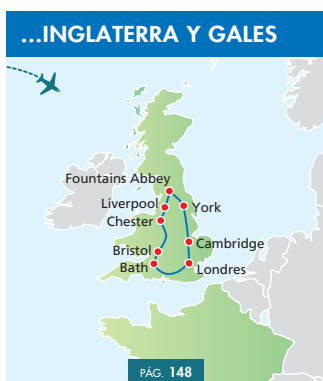 ...INGLATERRA Y GALES
Fountains Abbey
Liverpool
York
Chester
Cambridge
Bristol
Bath
Londres
PÁG. 148